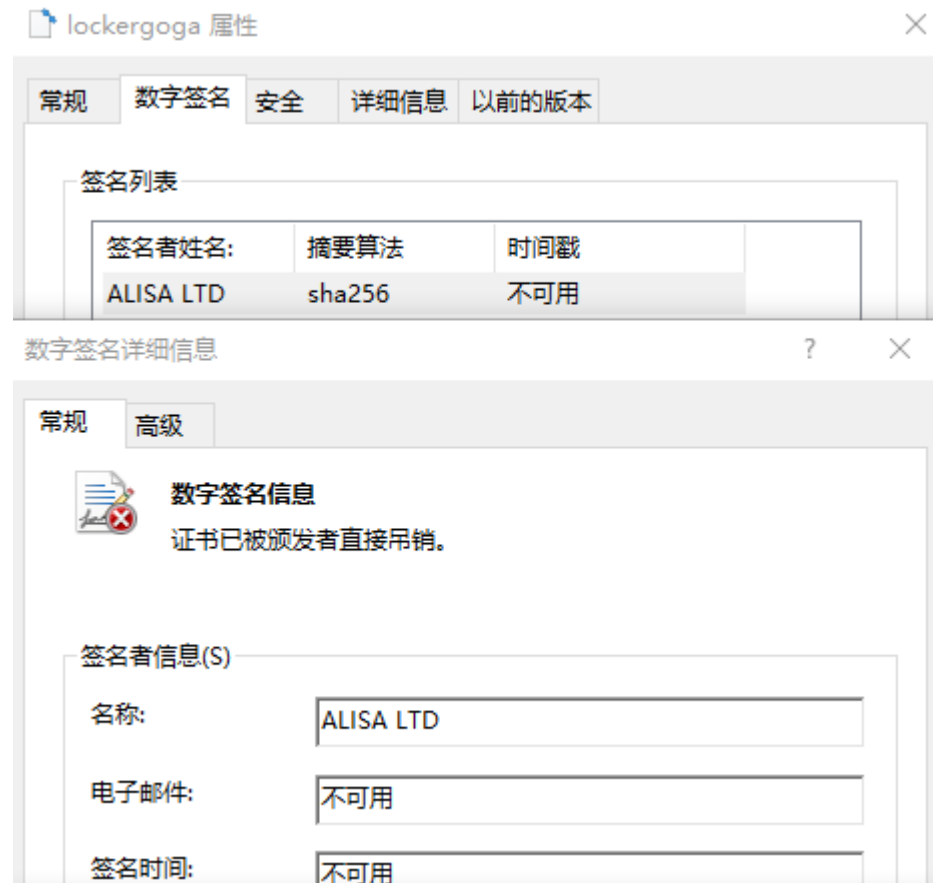 lockergoga 属性
常规 数字签名 安全 详细信息 以前的版本
签名列表
签名者姓名: 摘要算法 时间戳
ALISA LTD sha256 不可用
数字签名详细信息 ?
常规 高级
数字签名信息
证书已被颁发者直接吊销。
签名者信息(S)
名称: ALISA LTD
电子邮件: 不可用
签名时间: 不可用